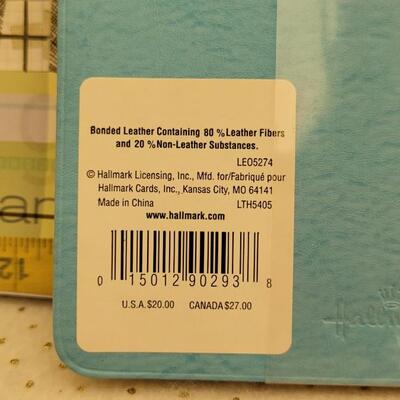 Bonded Leather Containing 80 %Leather Fibers
and 20 %Non-Leather Substances.
LEO5274
© Hallmark Licensing, Inc., Mfd. for/Fabriqué pour
Hallmark Cards, Inc., Kansas City, MO 64141
Made in China LTH5405
www.hallmark.com
0 15012 90293 8
U.S.A. $20.00 CANADA $27.00
12